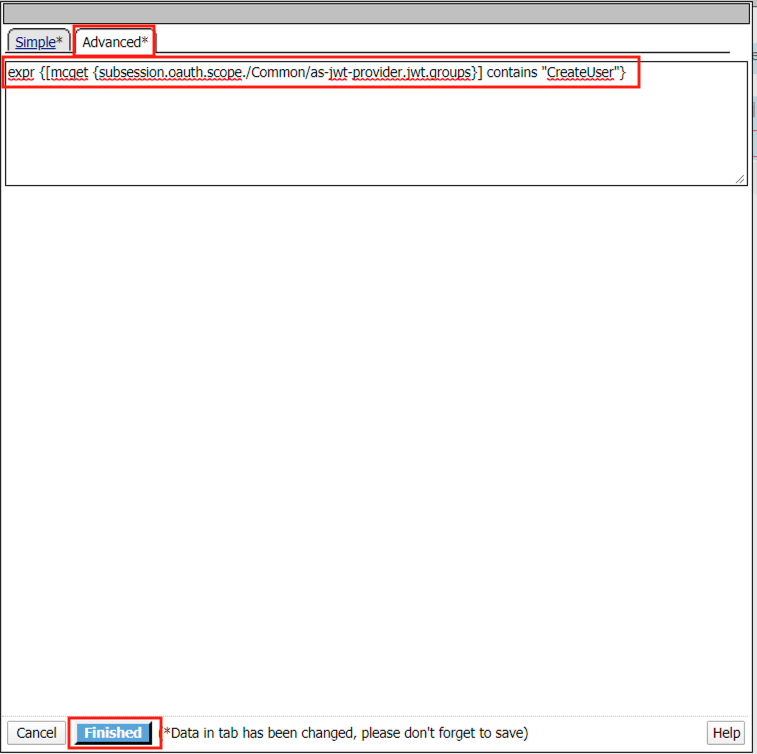 Simple* Advanced*
expr {[mcget {subsession.oauth.scope./Common/as-jwt-provider.jwt.groups}] contains "CreateUser"}
Cancel Finished (*Data in tab has been changed, please don't forget to save) Help